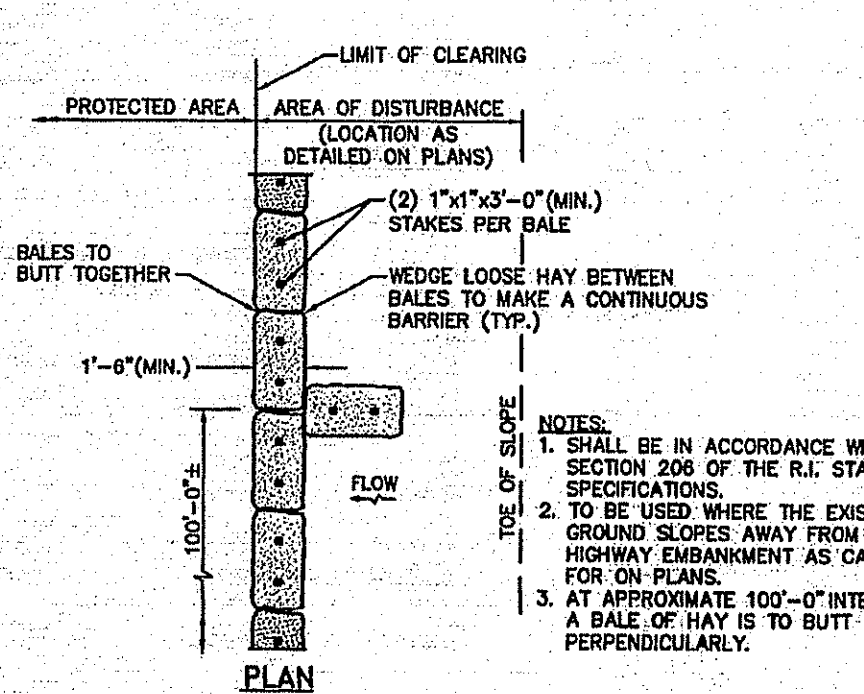 LIMIT OF CLEARING
PROTECTED AREA
AREA OF DISTURBANCE
(LOCATION AS
DETAILED ON PLANS)
(2) 1"x1"x3'-0"(MIN.)
STAKES PER BALE
BALES TO
BUTT TOGETHER
WEDGE LOOSE HAY BETWEEN
BALES TO MAKE A CONTINUOUS
BARRIER (TYP.)
1'-6"(MIN.)
100'-0"±
FLOW
TOE OF SLOPE
NOTES:
1. SHALL BE IN ACCORDANCE WI
SECTION 206 OF THE R.I. STA
SPECIFICATIONS.
2. TO BE USED WHERE THE EXIS
GROUND SLOPES AWAY FROM
HIGHWAY EMBANKMENT AS CA
FOR ON PLANS.
3. AT APPROXIMATE 100'-0" INTE
A BALE OF HAY IS TO BUTT
PERPENDICULARLY.
PLAN